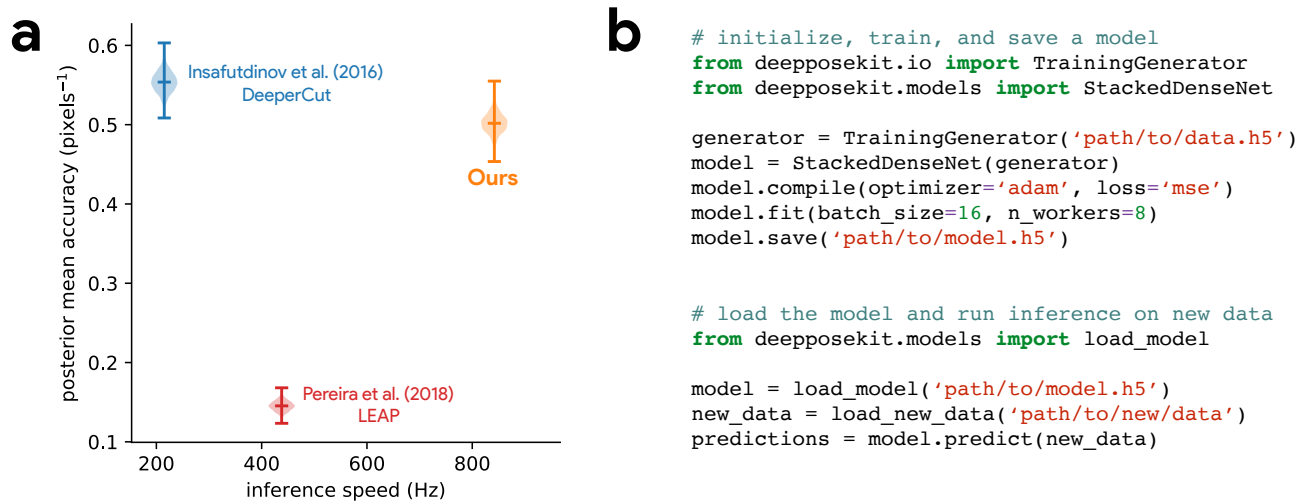 a
posterior mean accuracy (pixels⁻¹)
0.6
0.5
0.4
0.3
0.2
0.1
200
400
600
800
inference speed (Hz)
Insafutdinov et al. (2016)
DeeperCut
Ours
Pereira et al. (2018)
LEAP
b
# initialize, train, and save a model
from deepposekit.io import TrainingGenerator
from deepposekit.models import StackedDenseNet
generator = TrainingGenerator(‘path/to/data.h5’)
model = StackedDenseNet(generator)
model.compile(optimizer=‘adam’, loss=‘mse’)
model.fit(batch_size=16, n_workers=8)
model.save(‘path/to/model.h5’)
# load the model and run inference on new data
from deepposekit.models import load_model
model = load_model(‘path/to/model.h5’)
new_data = load_new_data(‘path/to/new/data’)
predictions = model.predict(new_data)